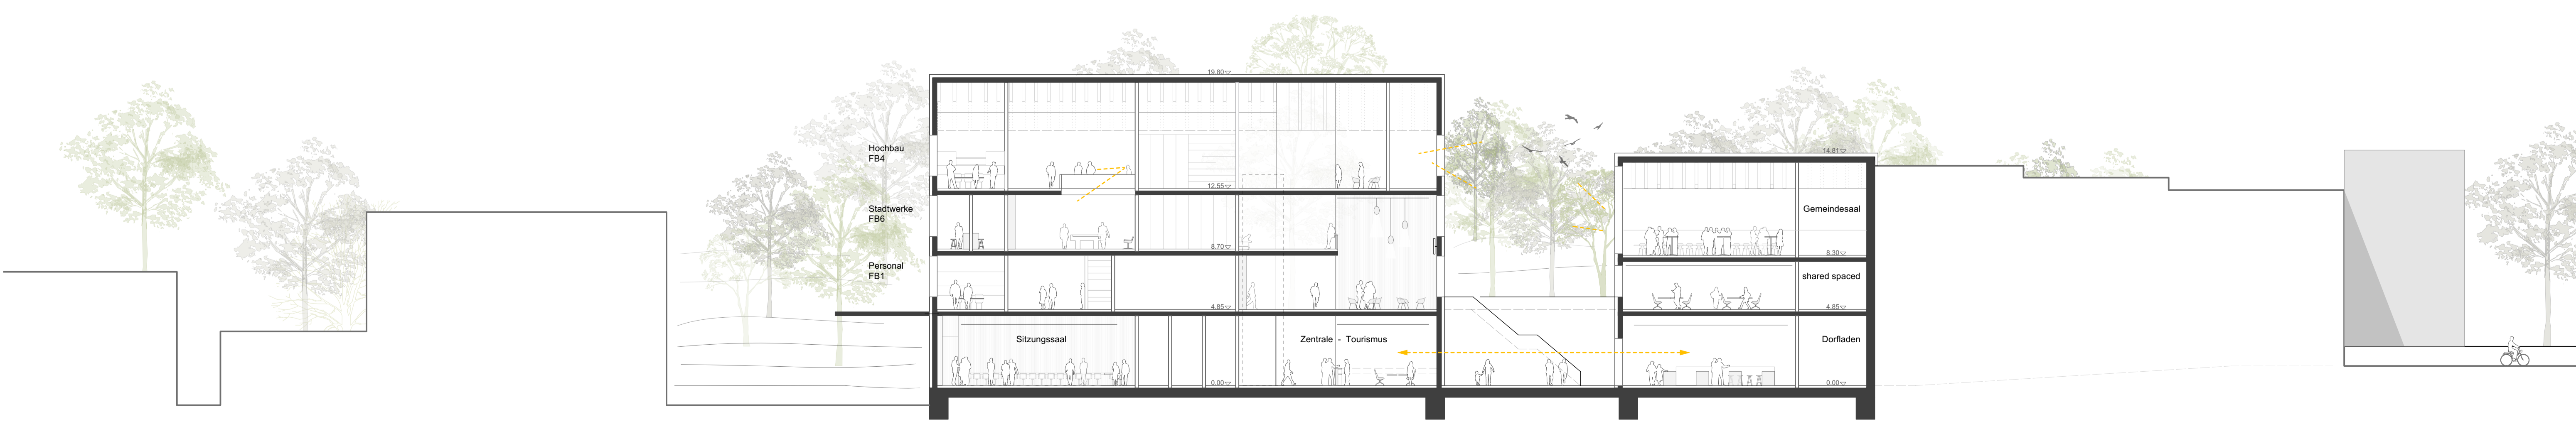 19.80
Hochbau
FB4
12.55
Stadtwerke
FB6
8.70
Personal
FB1
4.85
Sitzungssaal
Zentrale - Tourismus
0.00
14.81
Gemeindesaal
8.30
shared spaced
4.85
Dorfladen
0.00